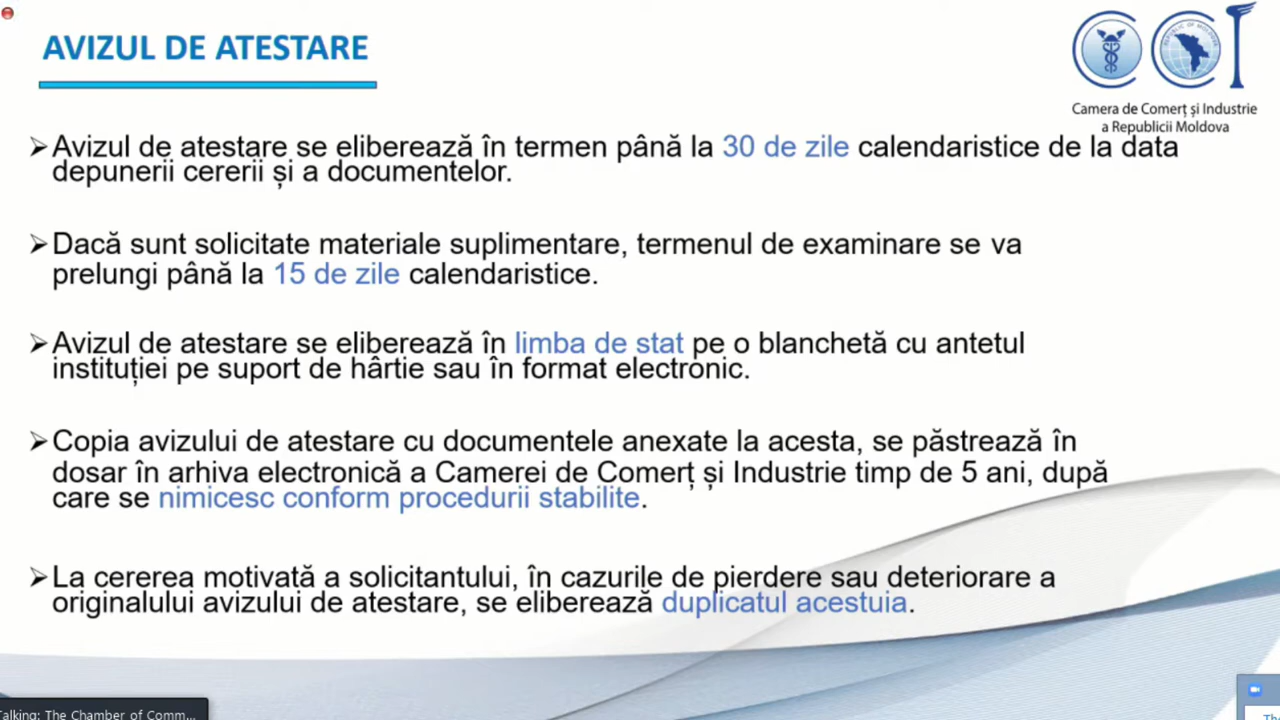 AVIZUL DE ATESTARE
REPUBLIC OF MOLDOVA
Camera de Comerț și Industrie
a Republicii Moldova
➢Avizul de atestare se eliberează în termen până la 30 de zile calendaristice de la data
depunerii cererii și a documentelor.
➢Dacă sunt solicitate materiale suplimentare, termenul de examinare se va
prelungi până la 15 de zile calendaristice.
➢Avizul de atestare se eliberează în limba de stat pe o blanchetă cu antetul
instituției pe suport de hârtie sau în format electronic.
➢Copia avizului de atestare cu documentele anexate la acesta, se păstrează în
dosar în arhiva electronică a Camerei de Comerț și Industrie timp de 5 ani, după
care se nimicesc conform procedurii stabilite.
➢La cererea motivată a solicitantului, în cazurile de pierdere sau deteriorare a
originalului avizului de atestare, se eliberează duplicatul acestuia.
Talking: The Chamber of Comm...